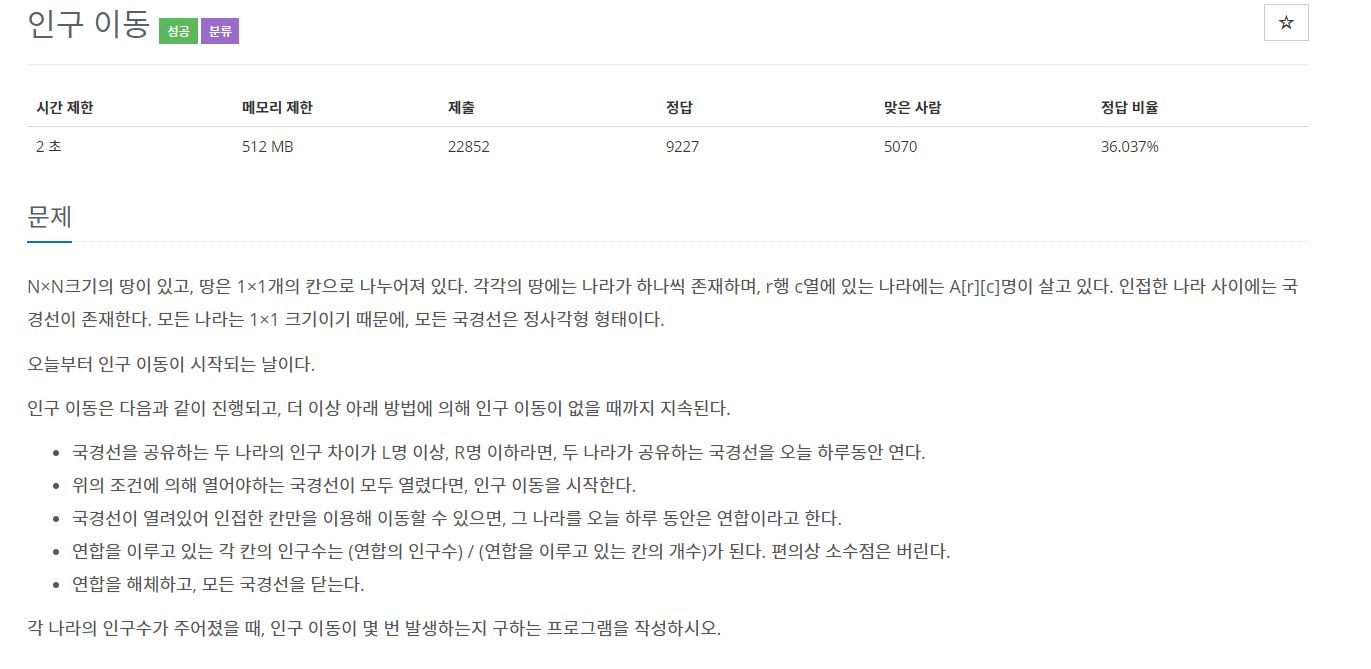 인구 이동 성공 분류
☆
시간 제한 메모리 제한 제출 정답 맞은 사람 정답 비율
2 초 512 MB 22852 9227 5070 36.037%
문제
N×N크기의 땅이 있고, 땅은 1×1개의 칸으로 나누어져 있다. 각각의 땅에는 나라가 하나씩 존재하며, r행 c열에 있는 나라에는 A[r][c]명이 살고 있다. 인접한 나라 사이에는 국
경선이 존재한다. 모든 나라는 1×1 크기이기 때문에, 모든 국경선은 정사각형 형태이다.
오늘부터 인구 이동이 시작되는 날이다.
인구 이동은 다음과 같이 진행되고, 더 이상 아래 방법에 의해 인구 이동이 없을 때까지 지속된다.
• 국경선을 공유하는 두 나라의 인구 차이가 L명 이상, R명 이하라면, 두 나라가 공유하는 국경선을 오늘 하루동안 연다.
• 위의 조건에 의해 열어야하는 국경선이 모두 열렸다면, 인구 이동을 시작한다.
• 국경선이 열려있어 인접한 칸만을 이용해 이동할 수 있으면, 그 나라를 오늘 하루 동안은 연합이라고 한다.
• 연합을 이루고 있는 각 칸의 인구수는 (연합의 인구수) / (연합을 이루고 있는 칸의 개수)가 된다. 편의상 소수점은 버린다.
• 연합을 해체하고, 모든 국경선을 닫는다.
각 나라의 인구수가 주어졌을 때, 인구 이동이 몇 번 발생하는지 구하는 프로그램을 작성하시오.